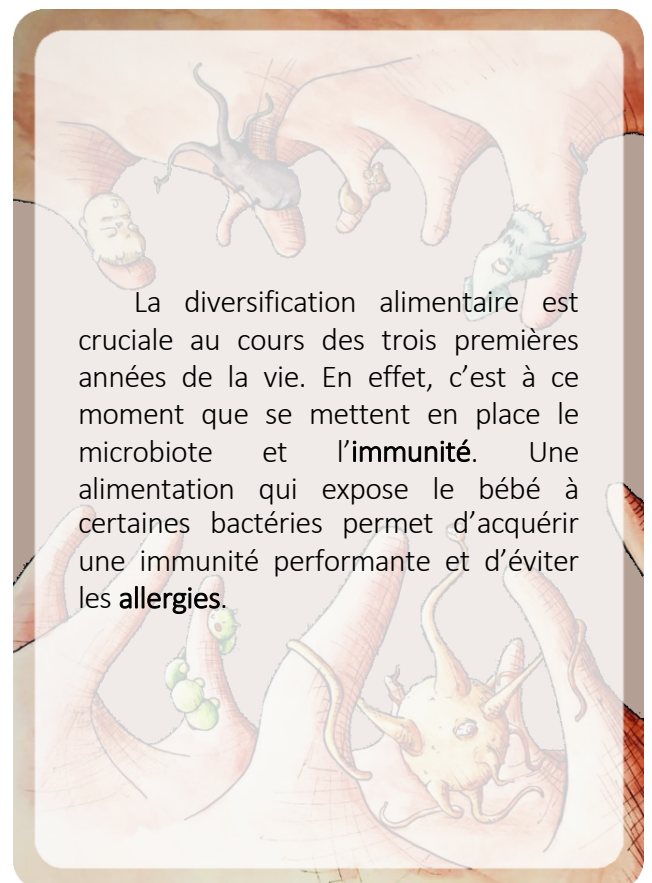 La diversification alimentaire est
cruciale au cours des trois premières
années de la vie. En effet, c’est à ce
moment que se mettent en place le
microbiote et l’immunité. Une
alimentation qui expose le bébé à
certaines bactéries permet d’acquérir
une immunité performante et d’éviter
les allergies.